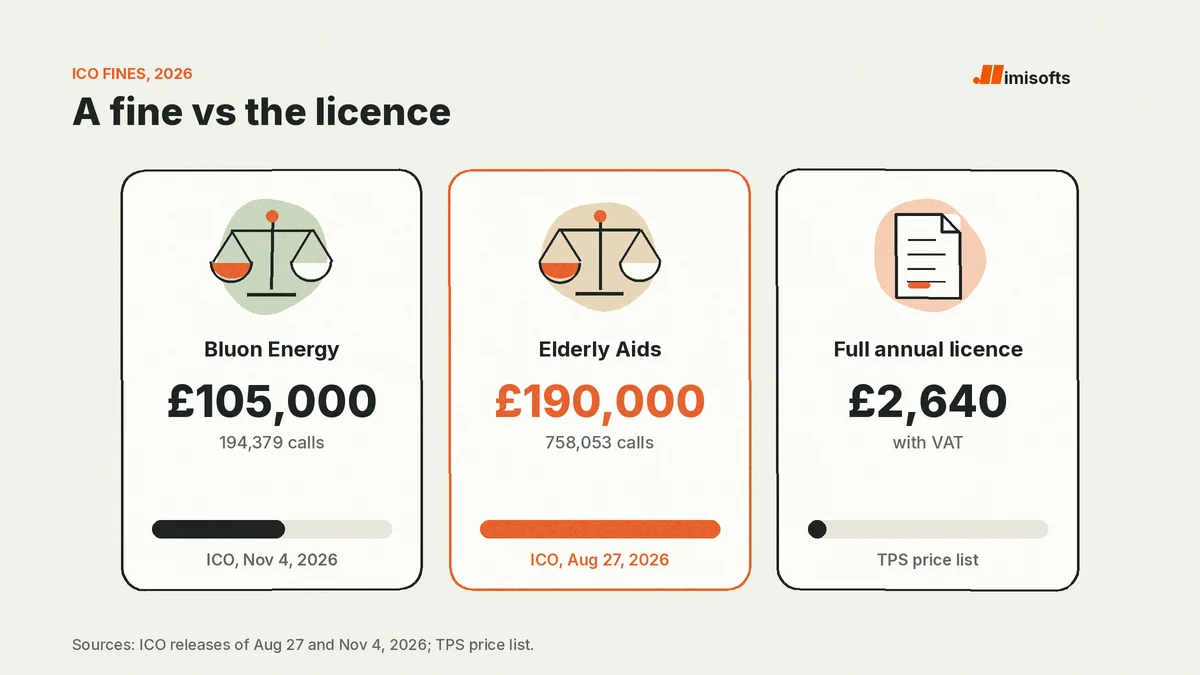 ICO FINES, 2026
A fine vs the licence
imisofts
Bluon Energy
£105,000
194,379 calls
ICO, Nov 4, 2026
Elderly Aids
£190,000
758,053 calls
ICO, Aug 27, 2026
Full annual licence
£2,640
with VAT
TPS price list
Sources: ICO releases of Aug 27 and Nov 4, 2026; TPS price list.